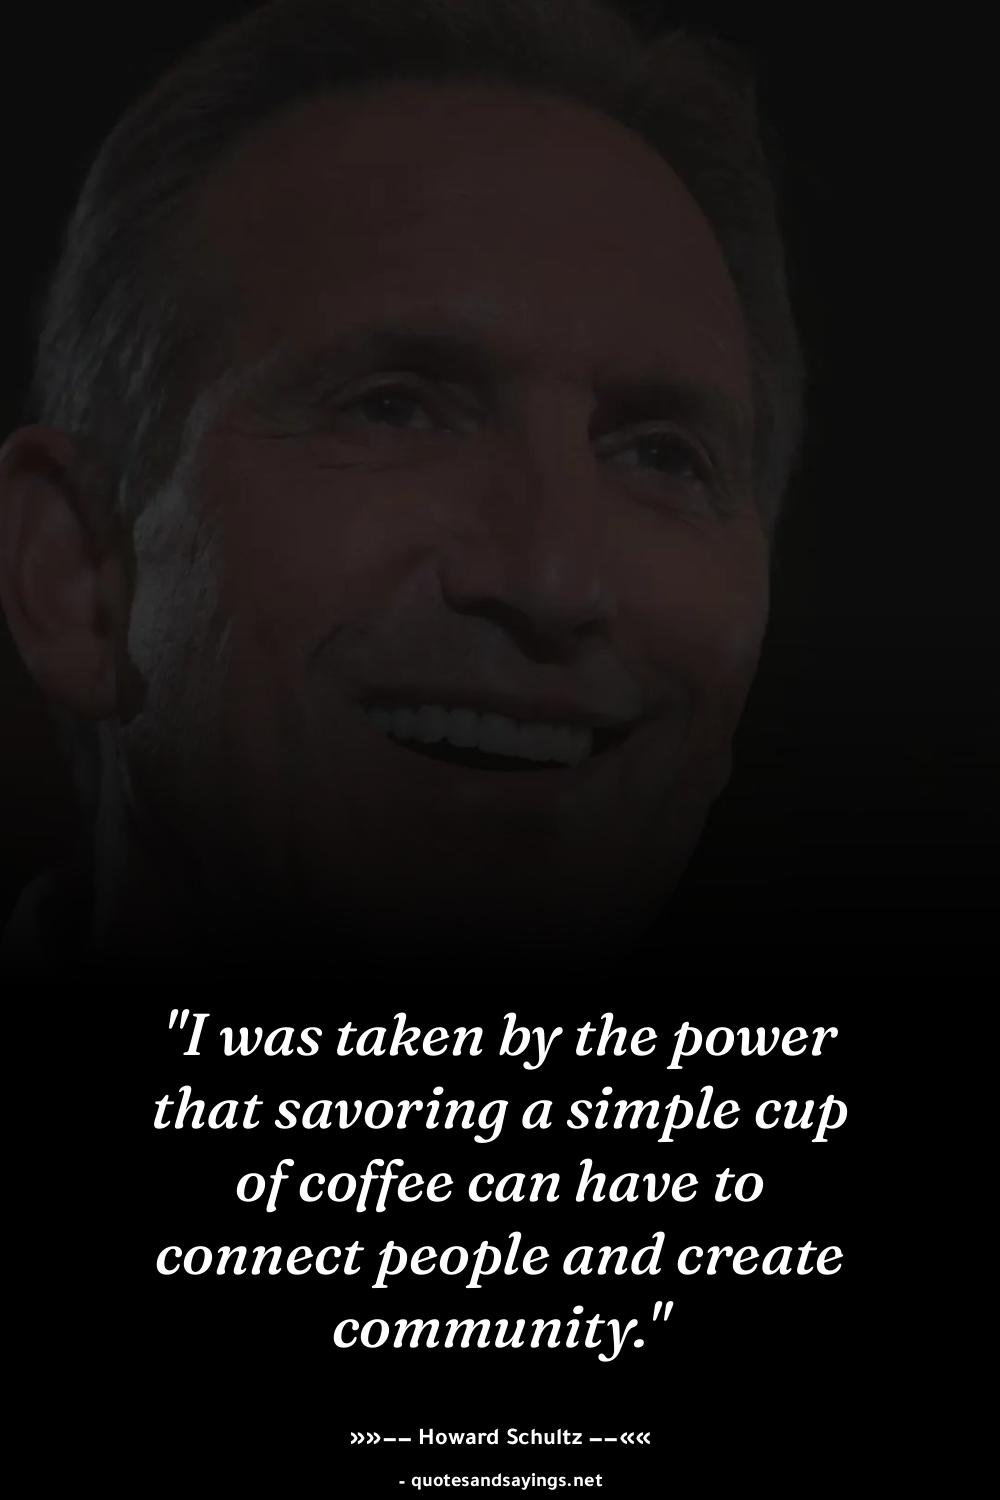 "I was taken by the power
that savoring a simple cup
of coffee can have to
connect people and create
community."
»»–– Howard Schultz ––««
- quotesandsayings.net